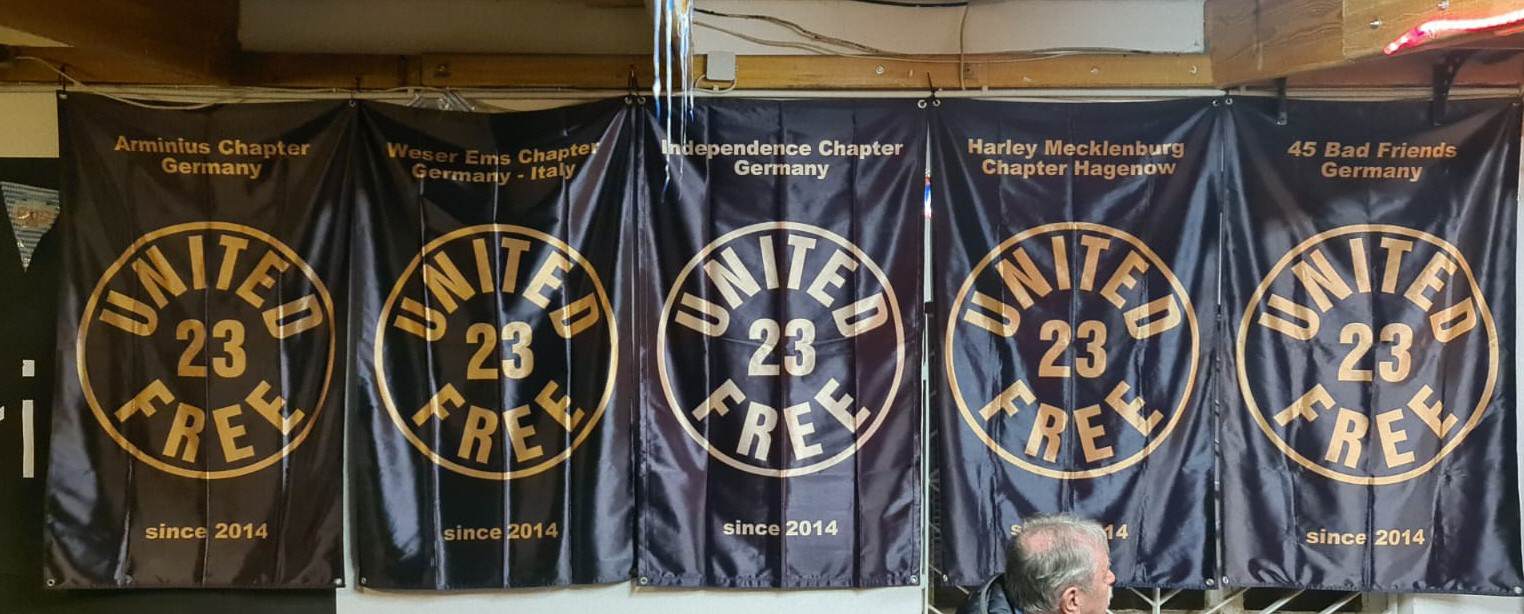 Arminius Chapter
Germany
UNITED
23
FREE
since 2014
Weser Ems Chapter
Germany - Italy
UNITED
23
FREE
since 2014
Independence Chapter
Germany
UNITED
23
FREE
since 2014
Harley Mecklenburg
Chapter Hagenow
UNITED
23
FREE
45 Bad Friends
Germany
UNITED
23
FREE
since 2014